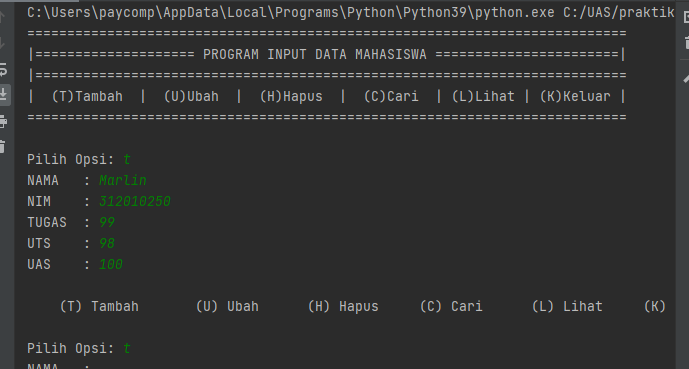 C:\Users\paycomp\AppData\Local\Programs\Python\Python39\python.exe C:/UAS/praktik
===========================================================================
|==================== PROGRAM INPUT DATA MAHASISWA =======================|
|==========================================================================
|  (T)Tambah  |  (U)Ubah  |  (H)Hapus  |  (C)Cari  | (L)Lihat | (K)Keluar |
===========================================================================
Pilih Opsi: t
NAMA   : Marlin
NIM    : 312010250
TUGAS  : 99
UTS    : 98
UAS    : 100
(T) Tambah       (U) Ubah      (H) Hapus     (C) Cari      (L) Lihat     (K)
Pilih Opsi: t
NAMA   :